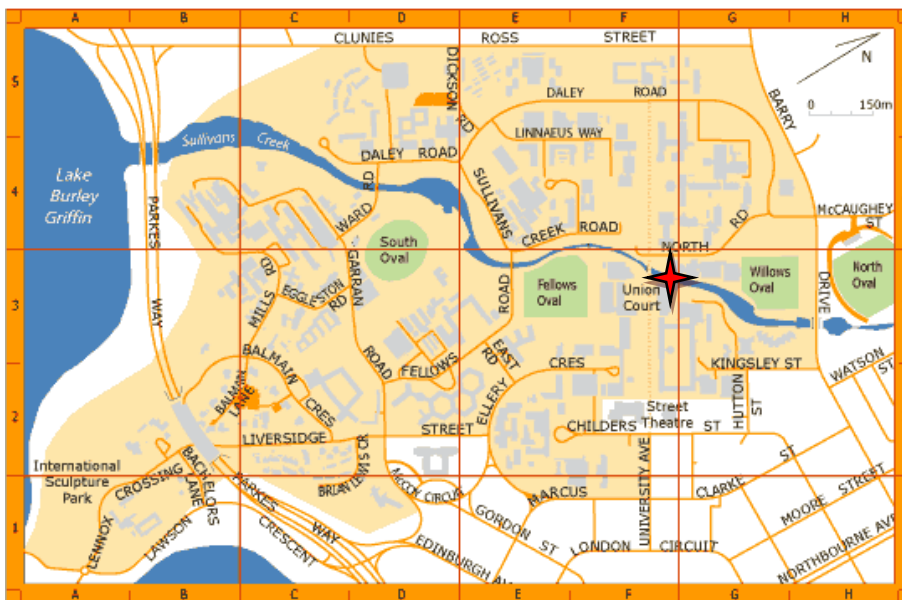 A B C D E F G H
CLUNIES ROSS STREET
N
0 150m
5
DICKSON RD
DALEY ROAD
BARRY
LINNAEUS WAY
Sullivans Creek
DALEY ROAD
Lake
Burley
Griffin
4
SULLIVANS
CREEK ROAD
WARD
RD
PARKES
WAY
RD
McCAUGHEY
ST
NORTH
South
Oval
GARRAN
ROAD
MILLS
RD
EGGLESTON
RD
3
ROAD
Fellows
Oval
Union
Court
Willows
Oval
DRIVE
North
Oval
BALMAIN
CRES
FELLOWS
RD
EAST
CRES
ELLERY
KINGSLEY ST
WATSON
ST
BALMAIN
LANE
2
HUTTON
ST
Street
Theatre
LIVERSIDGE
STREET
CHILDERS ST
International
Sculpture
Park
CROSSING
BACHELORS
LANE
PARKES
WAY
McCOY CIRCUIT
MARCUS
CLARKE ST
UNIVERSITY AVE
MOORE STREET
1
LENNOX
LAWSON
CRESCENT
GORDON ST
EDINBURGH AV
LONDON CIRCUIT
NORTHBOURNE AVE
A B C D E F G H